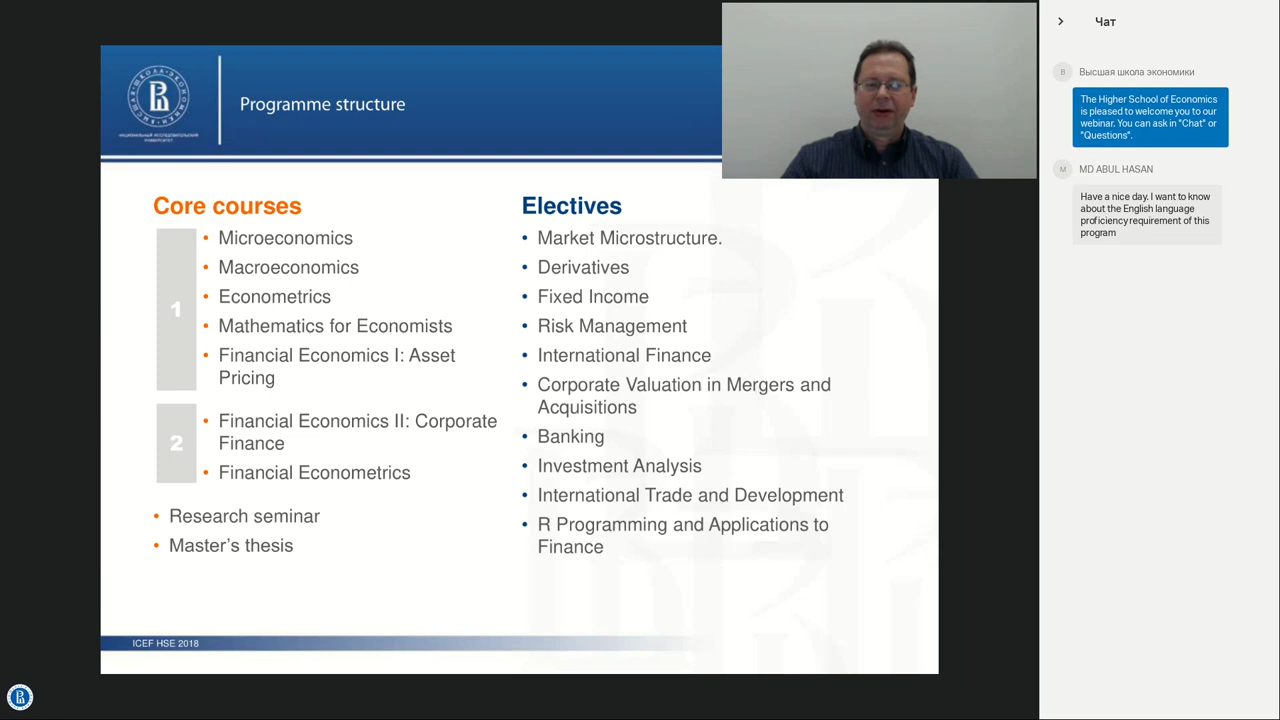 Programme structure
НАЦИОНАЛЬНЫЙ ИССЛЕДОВАТЕЛЬСКИЙ
УНИВЕРСИТЕТ
Core courses
1
Microeconomics
Macroeconomics
Econometrics
Mathematics for Economists
Financial Economics I: Asset
Pricing
2
Financial Economics II: Corporate
Finance
Financial Econometrics
Research seminar
Master's thesis
Electives
Market Microstructure.
Derivatives
Fixed Income
Risk Management
International Finance
Corporate Valuation in Mergers and
Acquisitions
Banking
Investment Analysis
International Trade and Development
R Programming and Applications to
Finance
ICEF HSE 2018
Чат
В
Высшая школа экономики
The Higher School of Economics
is pleased to welcome you to our
webinar. You can ask in "Chat" or
"Questions".
M
MD ABUL HASAN
Have a nice day. I want to know
about the English language
proficiency requirement of this
program